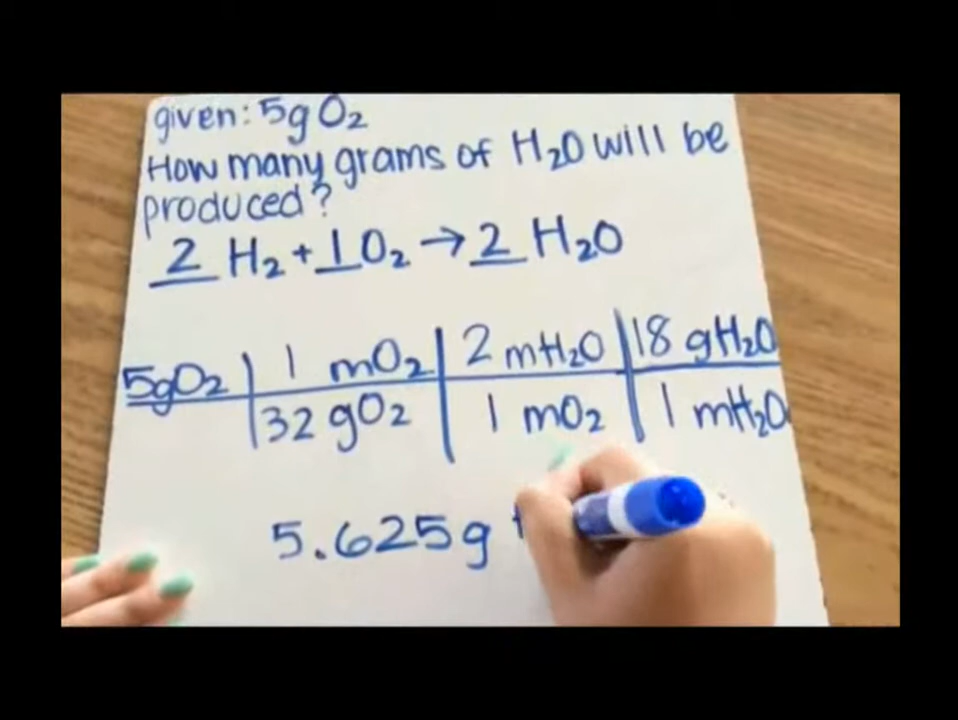 given: 5g O₂
How many grams of H₂O will be
produced?
2 H₂ + 1 O₂ → 2 H₂O
5gO₂ | 1 mO₂ | 2 mH₂O | 18 gH₂O
32 gO₂ | 1 mO₂ | 1 mH₂O
5.625g